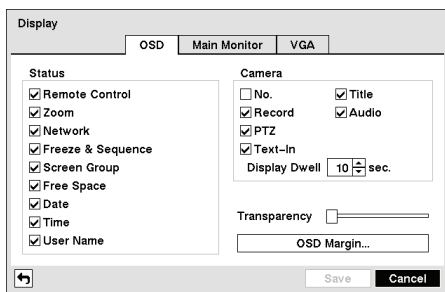 Display
OSD
Main Monitor
VGA
Status
Remote Control
Zoom
Network
Freeze & Sequence
Screen Group
Free Space
Date
Time
User Name
Camera
No.
Title
Record
Audio
PTZ
Text-In
Display Dwell 10 sec.
Transparency
OSD Margin...
Save
Cancel